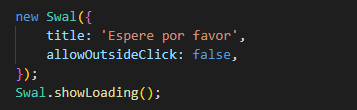 new Swal({
    title: 'Espere por favor',
    allowOutsideClick: false,
});
Swal.showLoading();